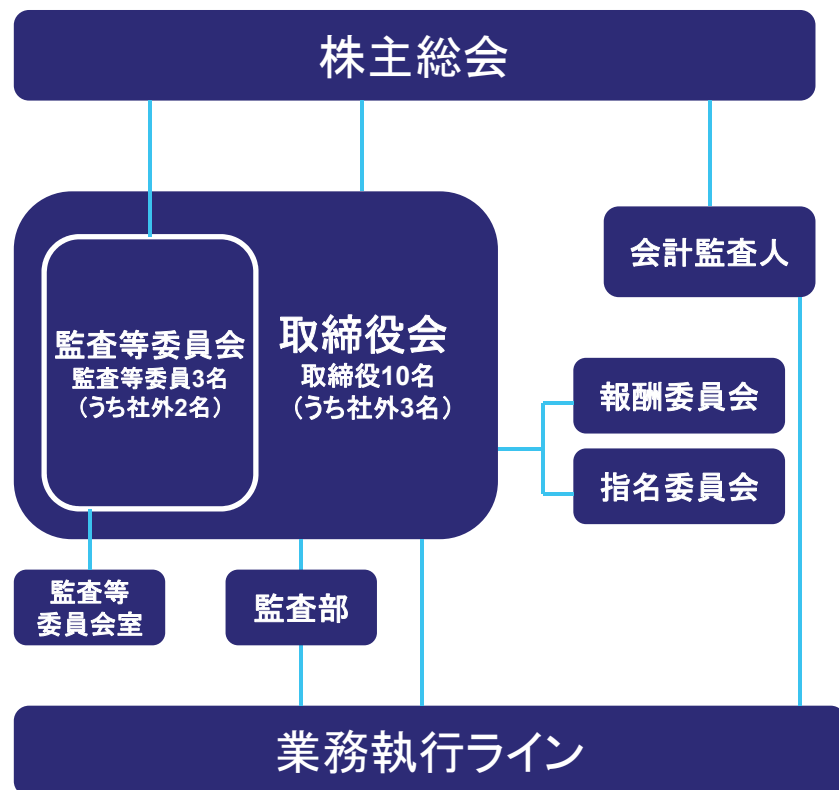 株主総会
会計監査人
監査等委員会
監査等委員3名
（うち社外2名）
取締役会
取締役10名
（うち社外3名）
報酬委員会
指名委員会
監査等
委員会室
監査部
業務執行ライン